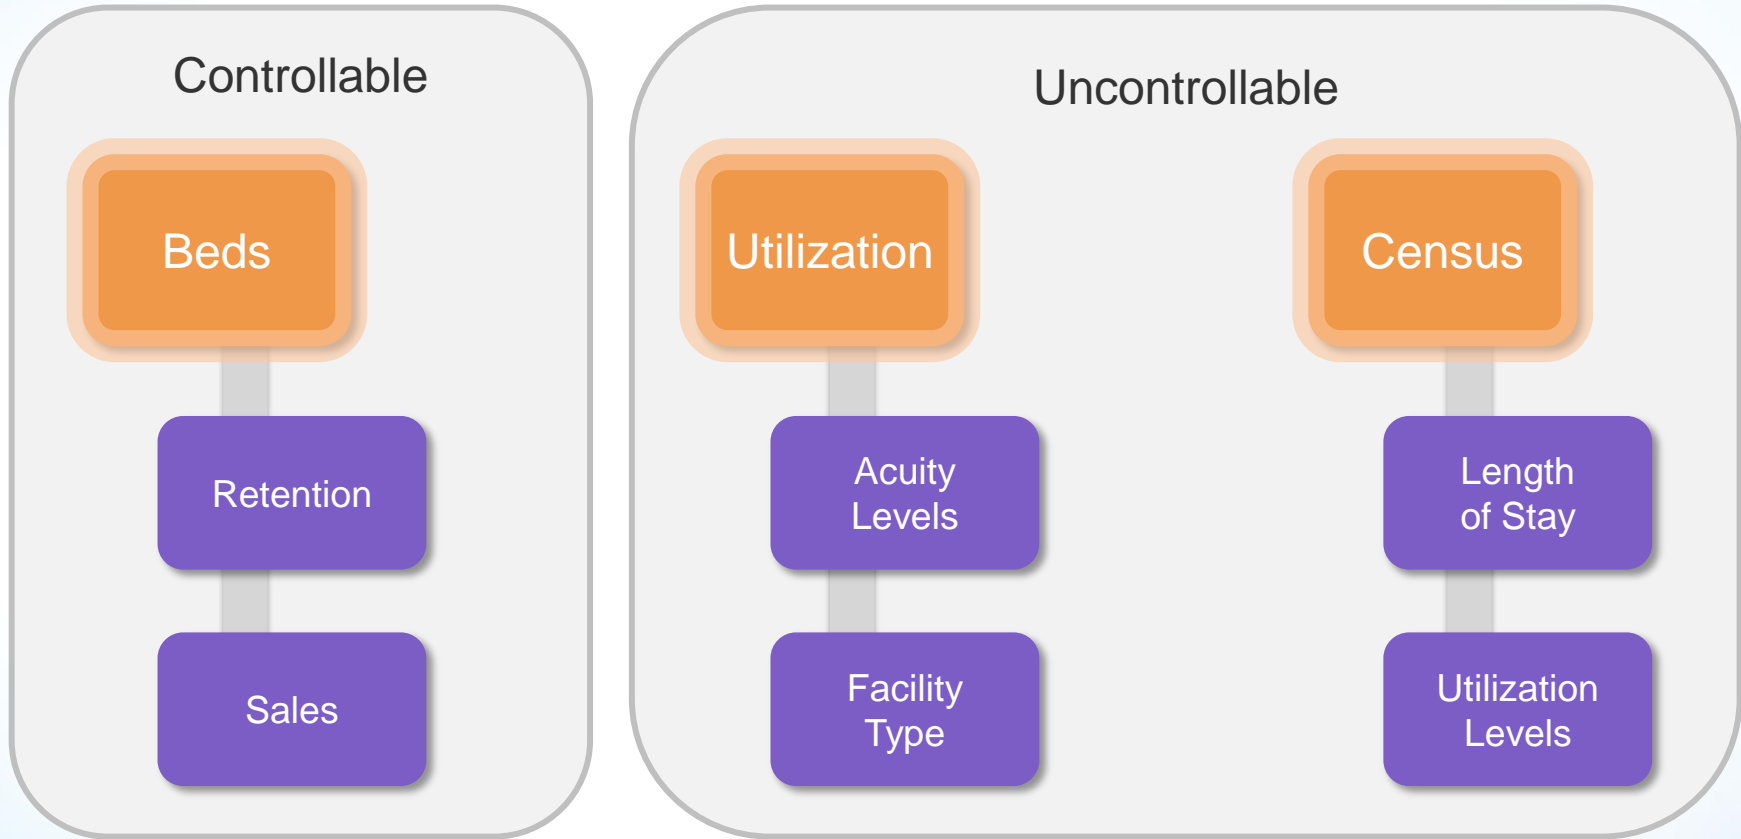 Controllable
Beds
Retention
Sales
Uncontrollable
Utilization
Acuity
Levels
Facility
Type
Census
Length
of Stay
Utilization
Levels